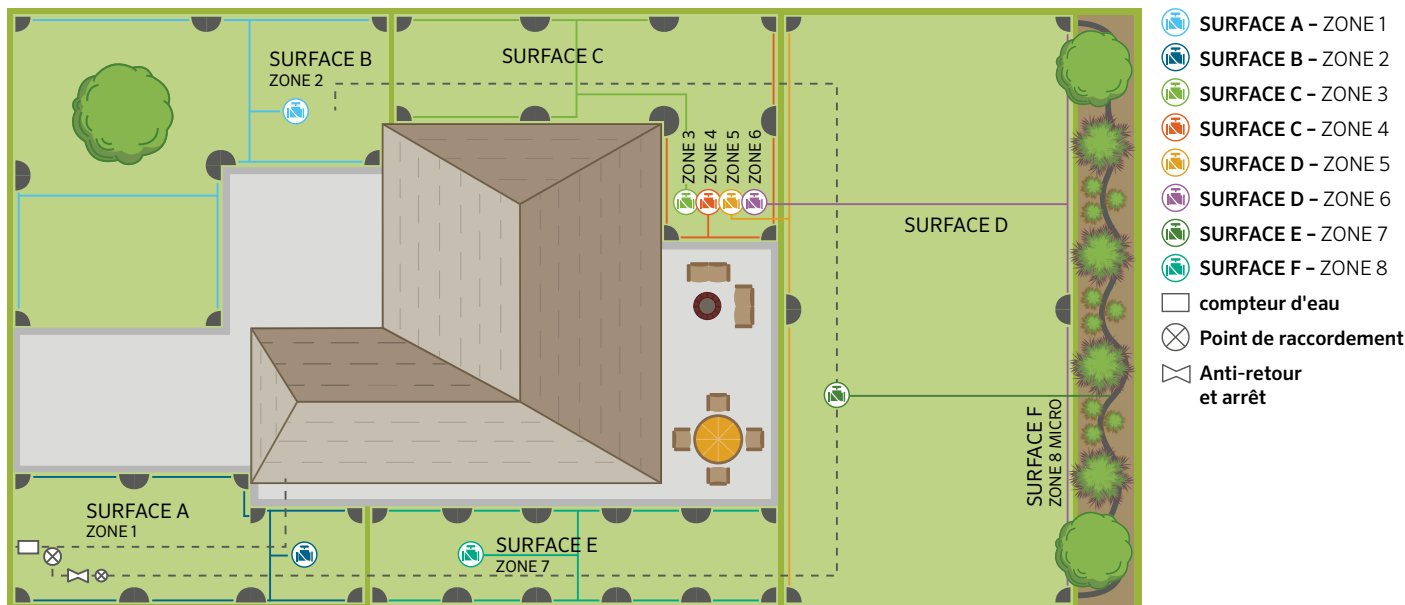 SURFACE B
ZONE 2
SURFACE C
ZONE 3
ZONE 4
ZONE 5
ZONE 6
SURFACE D
SURFACE F
ZONE 8 MICRO
SURFACE A
ZONE 1
SURFACE E
ZONE 7
SURFACE A – ZONE 1
SURFACE B – ZONE 2
SURFACE C – ZONE 3
SURFACE C – ZONE 4
SURFACE D – ZONE 5
SURFACE D – ZONE 6
SURFACE E – ZONE 7
SURFACE F – ZONE 8
compteur d'eau
Point de raccordement
Anti-retour
et arrêt